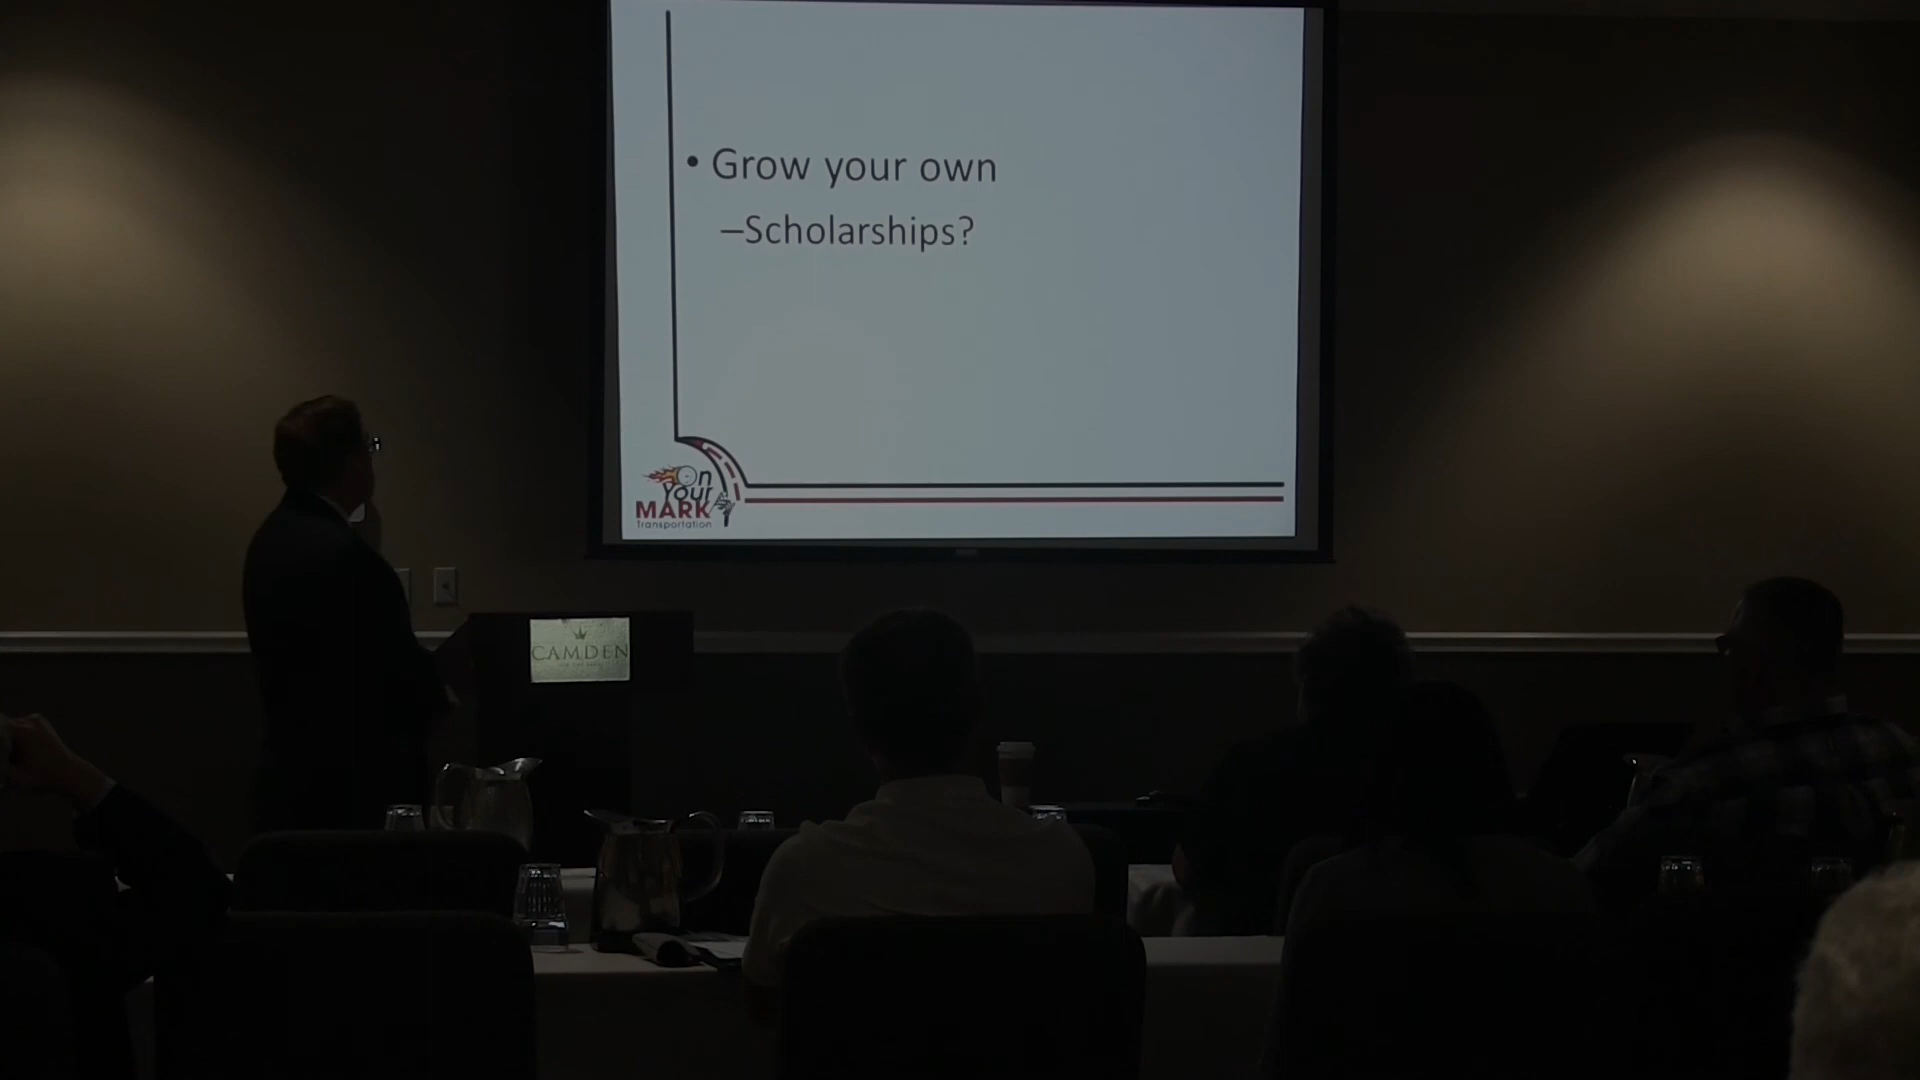 • Grow your own
–Scholarships?
On
Your
MARK
Transportation
CAMDEN